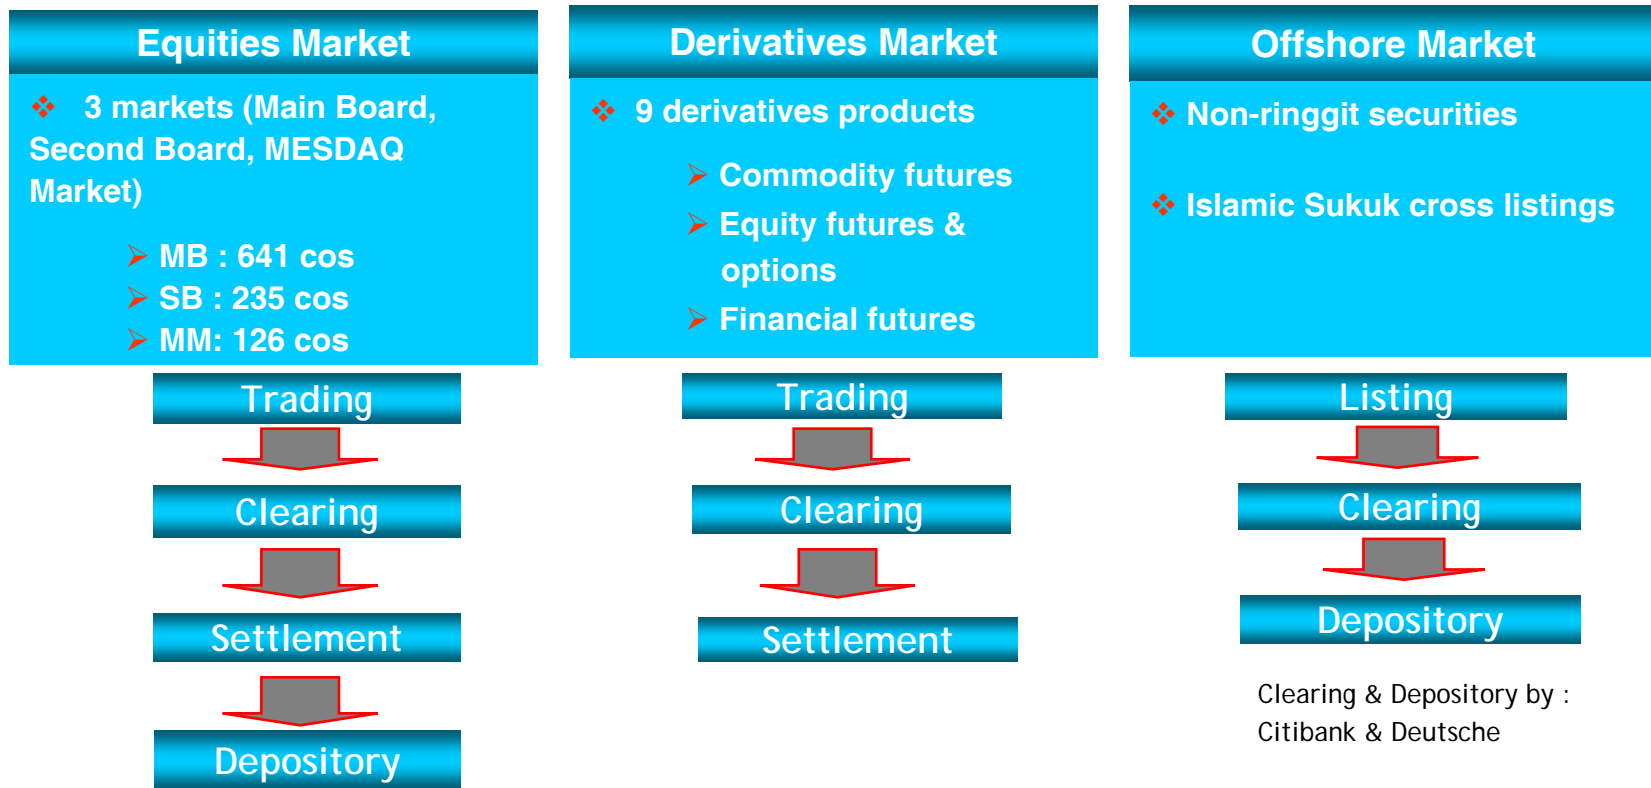 Equities Market
3 markets (Main Board,
Second Board, MESDAQ
Market)
MB : 641 cos
SB : 235 cos
MM: 126 cos
Trading
Clearing
Settlement
Depository
Derivatives Market
9 derivatives products
Commodity futures
Equity futures &
options
Financial futures
Trading
Clearing
Settlement
Offshore Market
Non-ringgit securities
Islamic Sukuk cross listings
Listing
Clearing
Depository
Clearing & Depository by :
Citibank & Deutsche